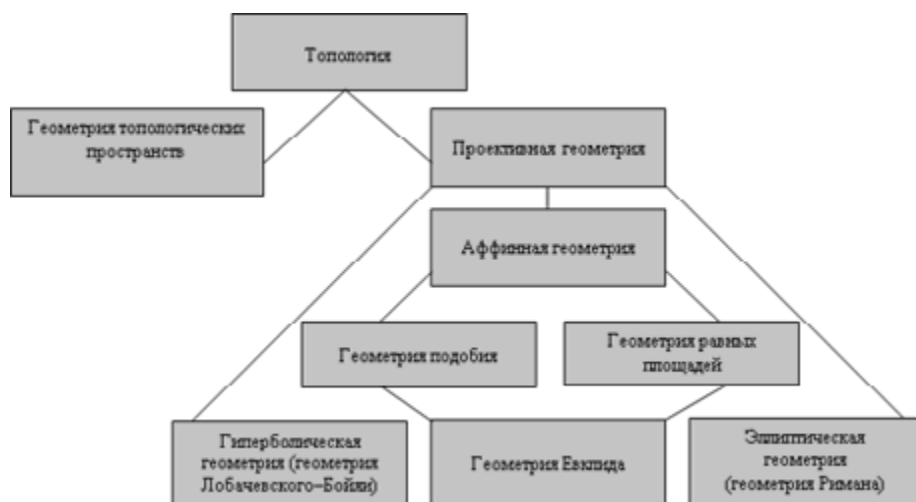 Топология
Геометрия топологических
пространств
Проективная геометрия
Аффинная геометрия
Геометрия подобия
Геометрия равных
площадей
Гиперболическая
геометрия (геометрия
Лобачевского–Бойяи)
Геометрия Евклида
Эллиптическая
геометрия
(геометрия Римана)